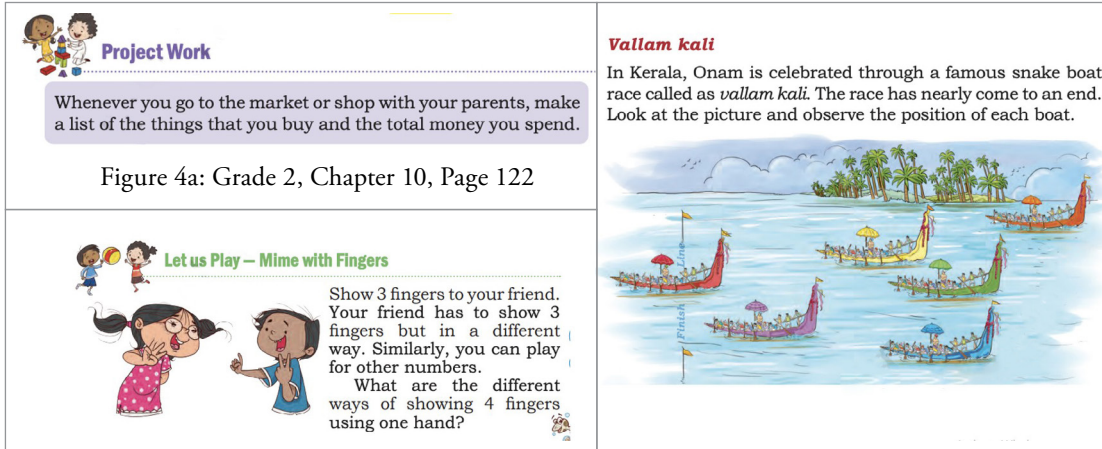 Project Work
Whenever you go to the market or shop with your parents, make
a list of the things that you buy and the total money you spend.
Figure 4a: Grade 2, Chapter 10, Page 122
Let us Play — Mime with Fingers
Show 3 fingers to your friend.
Your friend has to show 3
fingers but in a different
way. Similarly, you can play
for other numbers.
What are the different
ways of showing 4 fingers
using one hand?
Vallam kali
In Kerala, Onam is celebrated through a famous snake boat
race called as vallam kali. The race has nearly come to an end.
Look at the picture and observe the position of each boat.
Finish Line